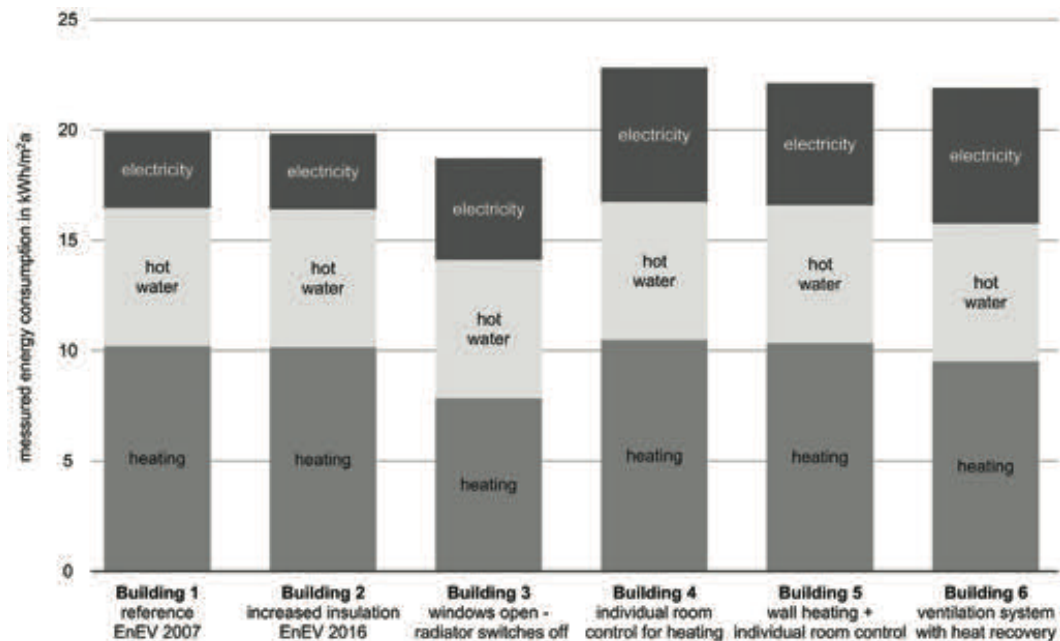 messured energy consumption in kWh/m²a
25
20
15
10
5
0
electricity
hot
water
heating
electricity
hot
water
heating
electricity
hot
water
heating
electricity
hot
water
heating
electricity
hot
water
heating
electricity
hot
water
heating
Building 1
reference
EnEV 2007
Building 2
increased insulation
EnEV 2016
Building 3
windows open -
radiator switches off
Building 4
individual room
control for heating
Building 5
wall heating +
individual room control
Building 6
ventilation system
with heat recovery